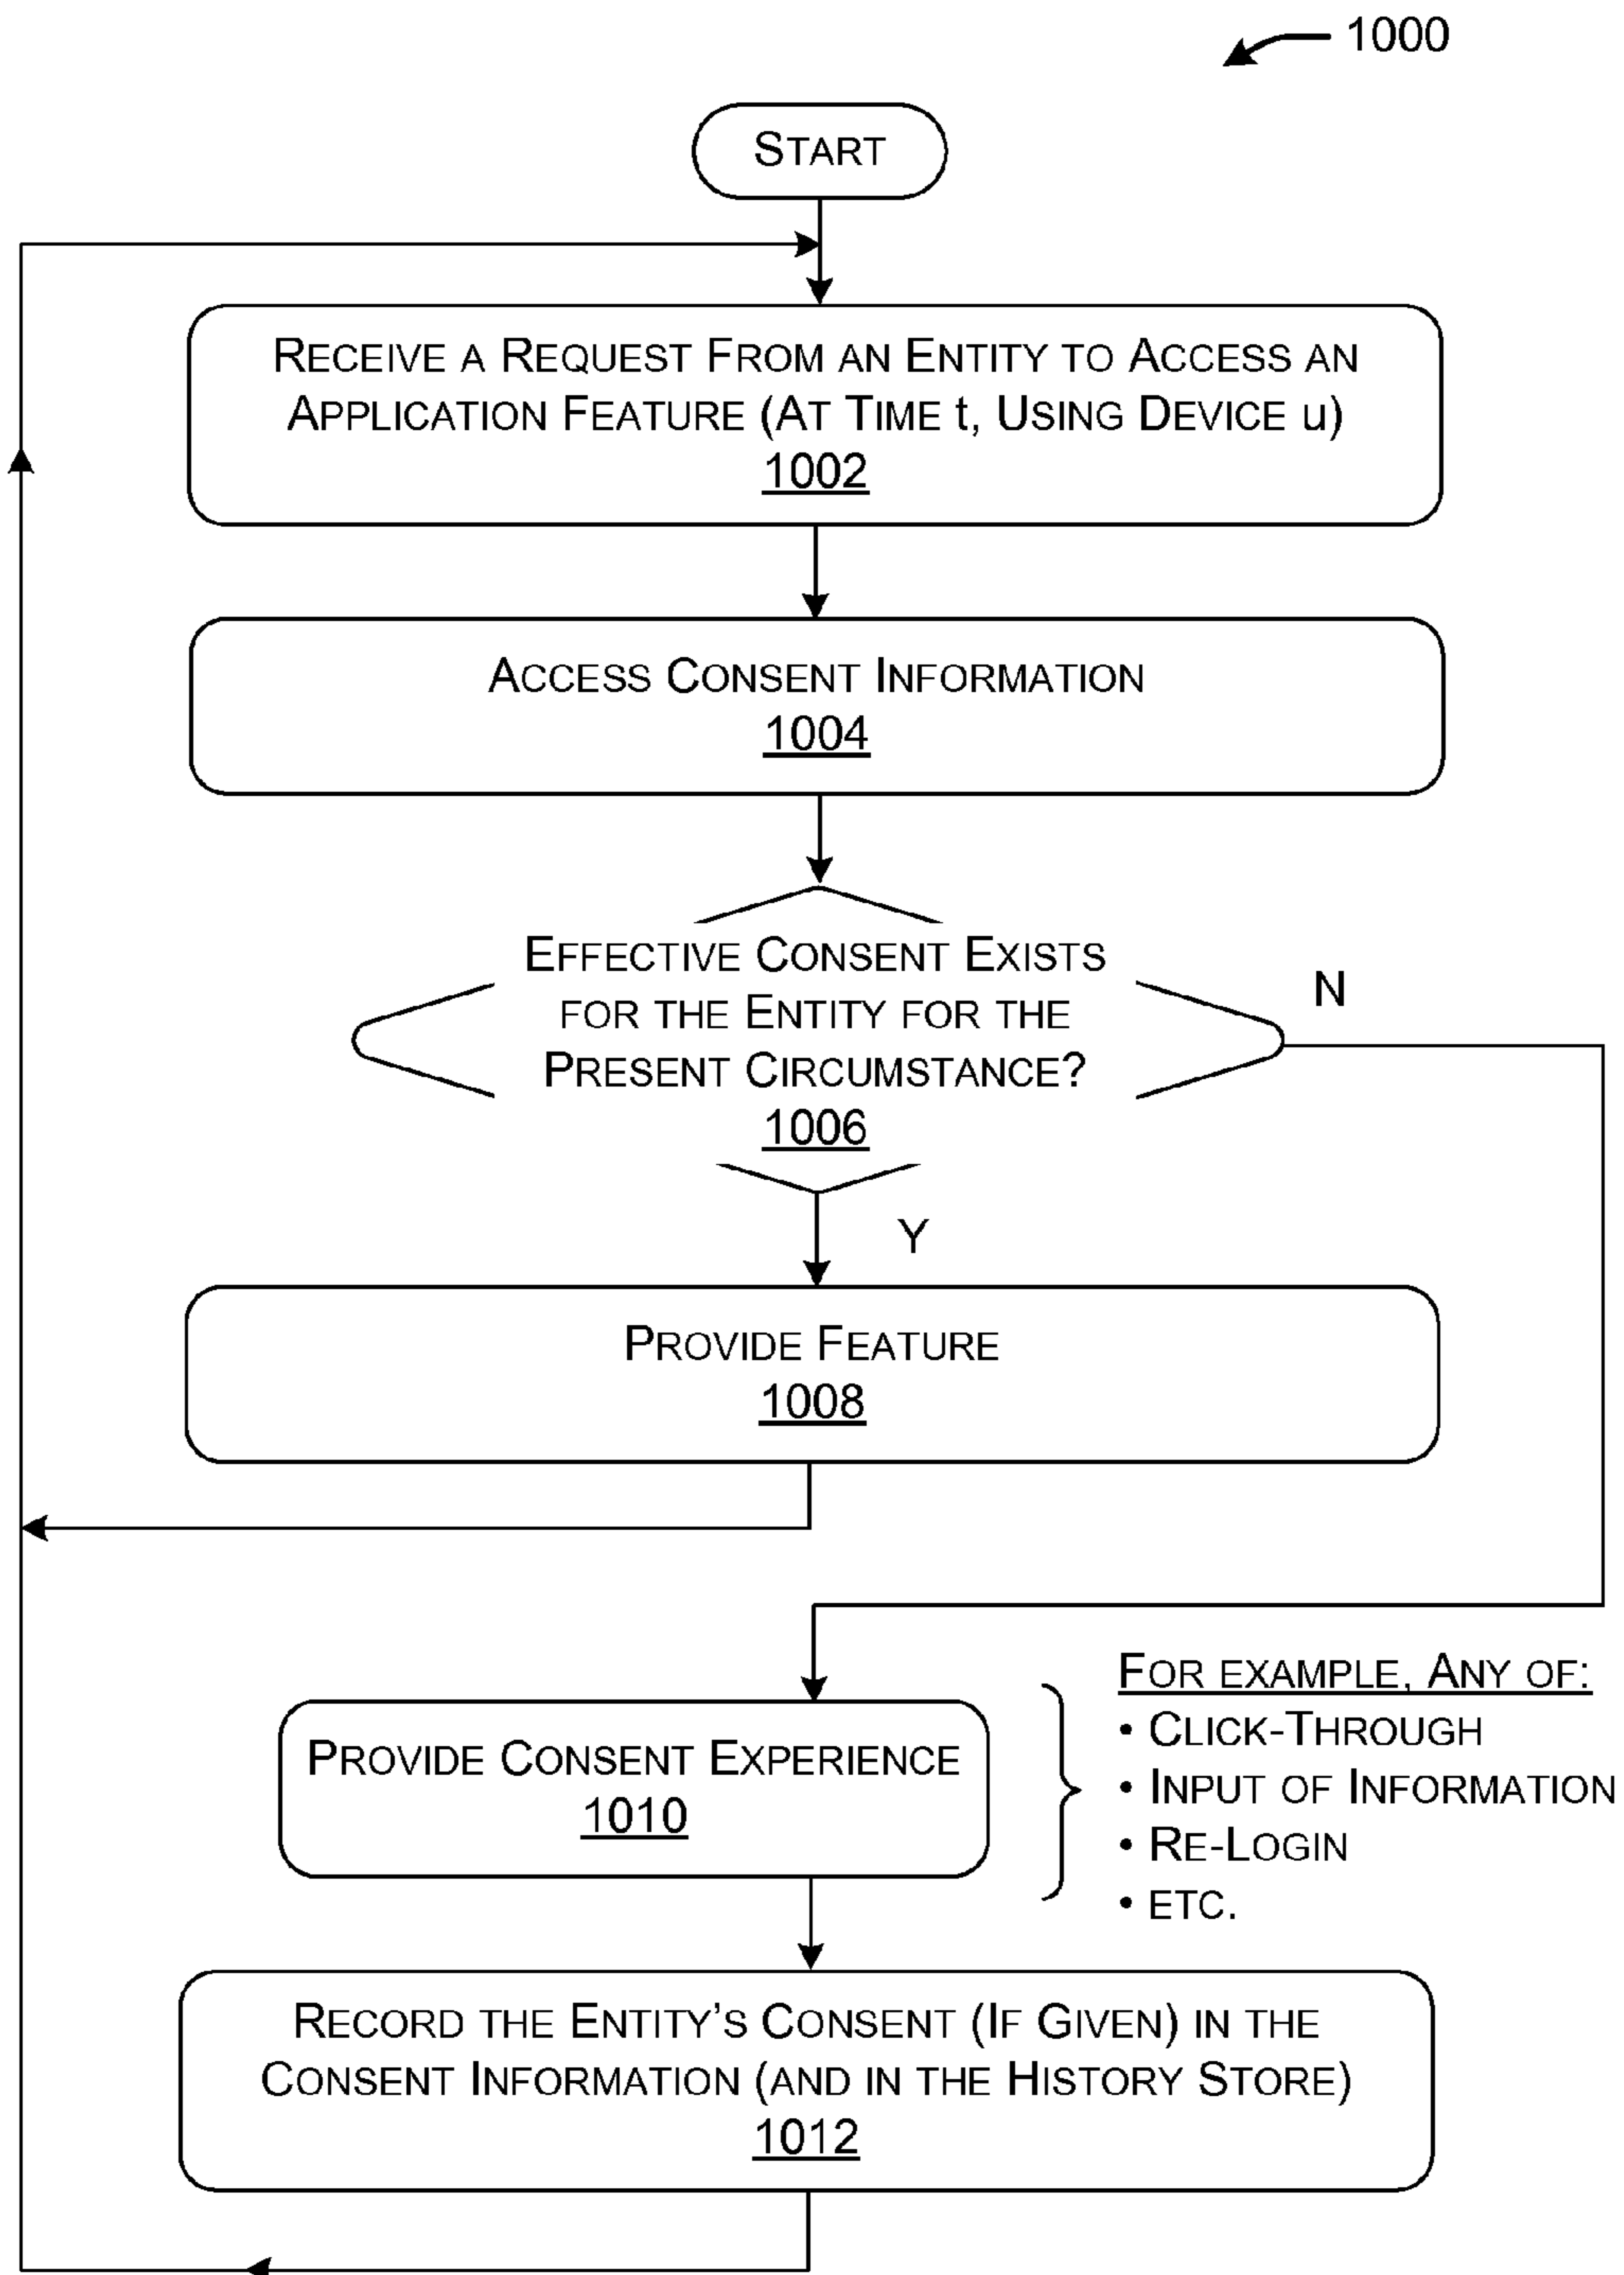 1000
START
RECEIVE A REQUEST FROM AN ENTITY TO ACCESS AN
APPLICATION FEATURE (AT TIME t, USING DEVICE u)
1002
ACCESS CONSENT INFORMATION
1004
EFFECTIVE CONSENT EXISTS
FOR THE ENTITY FOR THE
PRESENT CIRCUMSTANCE?
1006
N
Y
PROVIDE FEATURE
1008
PROVIDE CONSENT EXPERIENCE
1010
FOR EXAMPLE, ANY OF:
• CLICK-THROUGH
• INPUT OF INFORMATION
• RE-LOGIN
• ETC.
RECORD THE ENTITY’S CONSENT (IF GIVEN) IN THE
CONSENT INFORMATION (AND IN THE HISTORY STORE)
1012